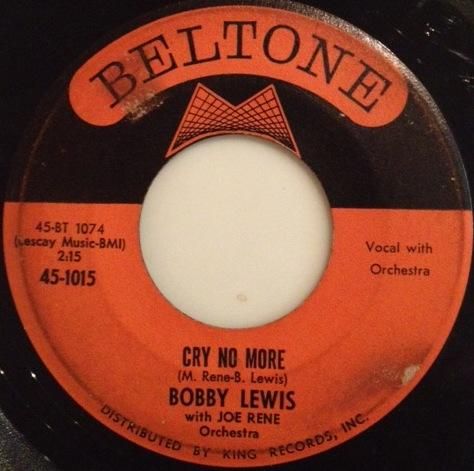 BELTONE
45-BT 1074
(Lescay Music-BMI)
2:15
45-1015
Vocal with
Orchestra
CRY NO MORE
(M. Rene-B. Lewis)
BOBBY LEWIS
with JOE RENE
Orchestra
DISTRIBUTED BY KING RECORDS, INC.